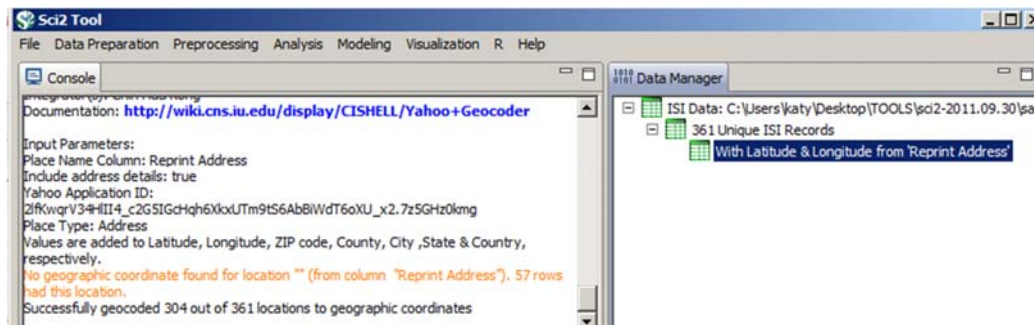 Sci2 Tool
File Data Preparation Preprocessing Analysis Modeling Visualization R Help
Console
Documentation: http://wiki.cns.iu.edu/display/CISHELL/Yahoo+Geocoder
Input Parameters:
Place Name Column: Reprint Address
Include address details: true
Yahoo Application ID:
Place Type: Address
Values are added to Latitude, Longitude, ZIP code, County, City ,State & Country,
respectively.
No geographic coordinate found for location "" (from column "Reprint Address"). 57 rows
had this location.
Successfully geocoded 304 out of 361 locations to geographic coordinates
Data Manager
ISI Data: C:\Users\katy\Desktop\TOOLS\sci2-2011.09.30\sa
361 Unique ISI Records
With Latitude & Longitude from 'Reprint Address'